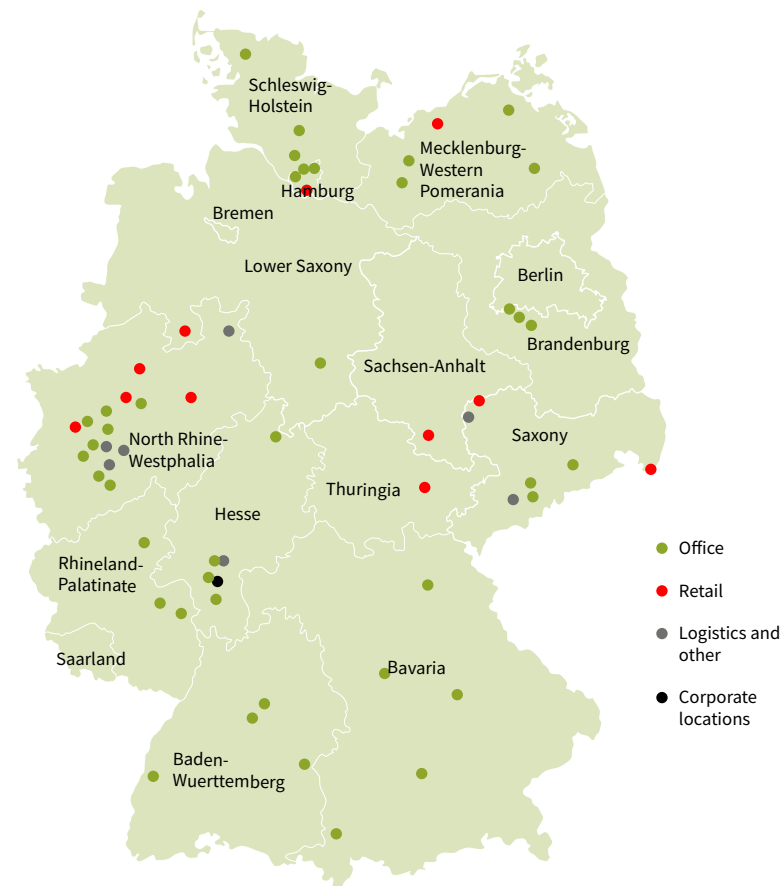 Schleswig-
Holstein
Mecklenburg-
Western
Pomerania
Hamburg
Bremen
Lower Saxony
Berlin
Brandenburg
Sachsen-Anhalt
North Rhine-
Westphalia
Saxony
Thuringia
Hesse
Rhineland-
Palatinate
Saarland
Bavaria
Baden-
Wuerttemberg
Office
Retail
Logistics and
other
Corporate
locations